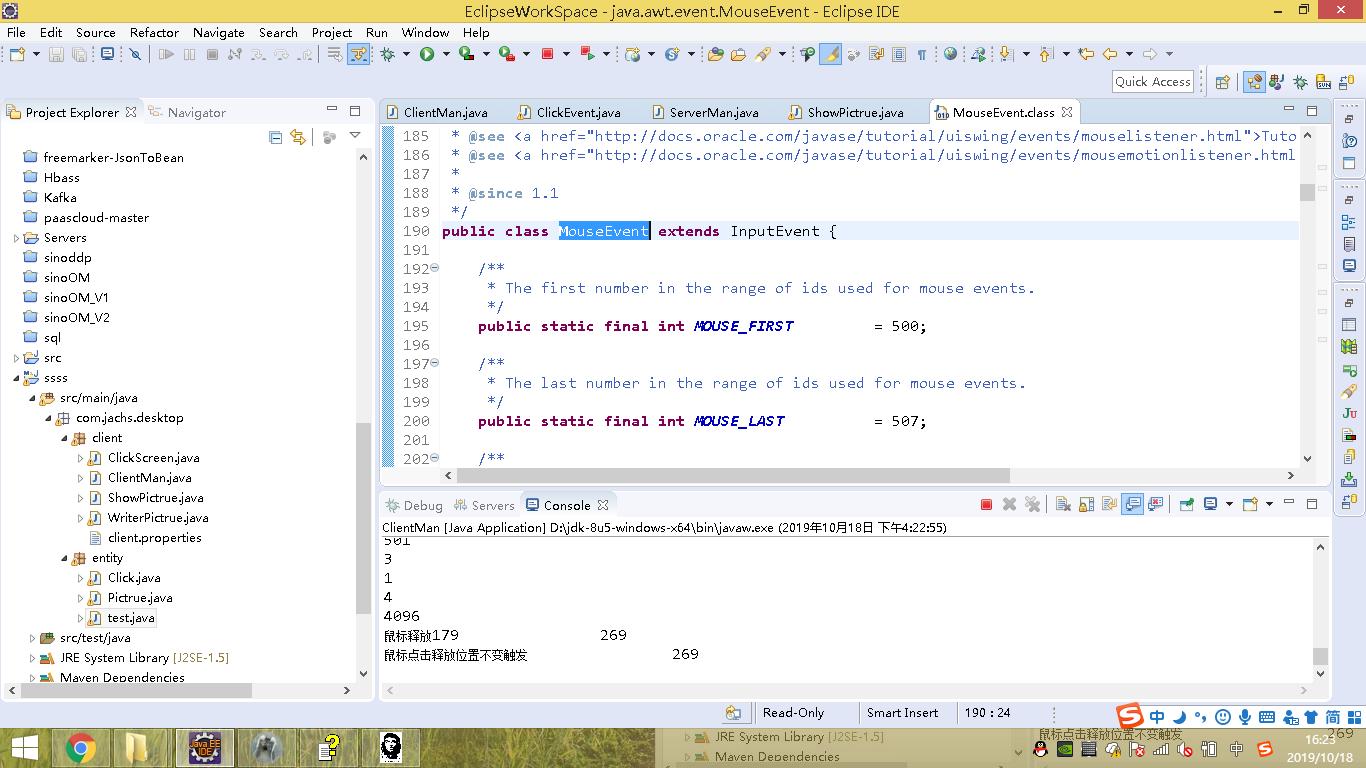 EclipseWorkSpace - java.awt.event.MouseEvent - Eclipse IDE
File Edit Source Refactor Navigate Search Project Run Window Help
Quick Access
Project Explorer Navigator
freemarker-JsonToBean
Hbass
Kafka
paascloud-master
Servers
sinoddp
sinoOM
sinoOM_V1
sinoOM_V2
sql
src
ssss
src/main/java
com.jachs.desktop
client
ClickScreen.java
ClientMan.java
ShowPictrue.java
WriterPictrue.java
client.properties
entity
Click.java
Pictrue.java
test.java
src/test/java
JRE System Library [J2SE-1.5]
Maven Dependencies
ClientMan.java ClickEvent.java ServerMan.java ShowPictrue.java MouseEvent.class
185 * @see <a href="http://docs.oracle.com/javase/tutorial/uiswing/events/mouselistener.html">Tuto
186 * @see <a href="http://docs.oracle.com/javase/tutorial/uiswing/events/mousemotionlistener.html
187 *
188 * @since 1.1
189 */
190 public class MouseEvent extends InputEvent {
191
192 /**
193 * The first number in the range of ids used for mouse events.
194 */
195 public static final int MOUSE_FIRST = 500;
196
197 /**
198 * The last number in the range of ids used for mouse events.
199 */
200 public static final int MOUSE_LAST = 507;
201
202 /**
Debug Servers Console
ClientMan [Java Application] D:\jdk-8u5-windows-x64\bin\javaw.exe (2019年10月18日 下午4:22:55)
501
3
1
4
4096
鼠标释放179 269
鼠标点击释放位置不变触发 269
Read-Only Smart Insert 190 : 24
中 简
JRE System Library [J2SE-1.5]
Maven Dependencies
鼠标点击释放位置不变触发 269
中
16:23
2019/10/18